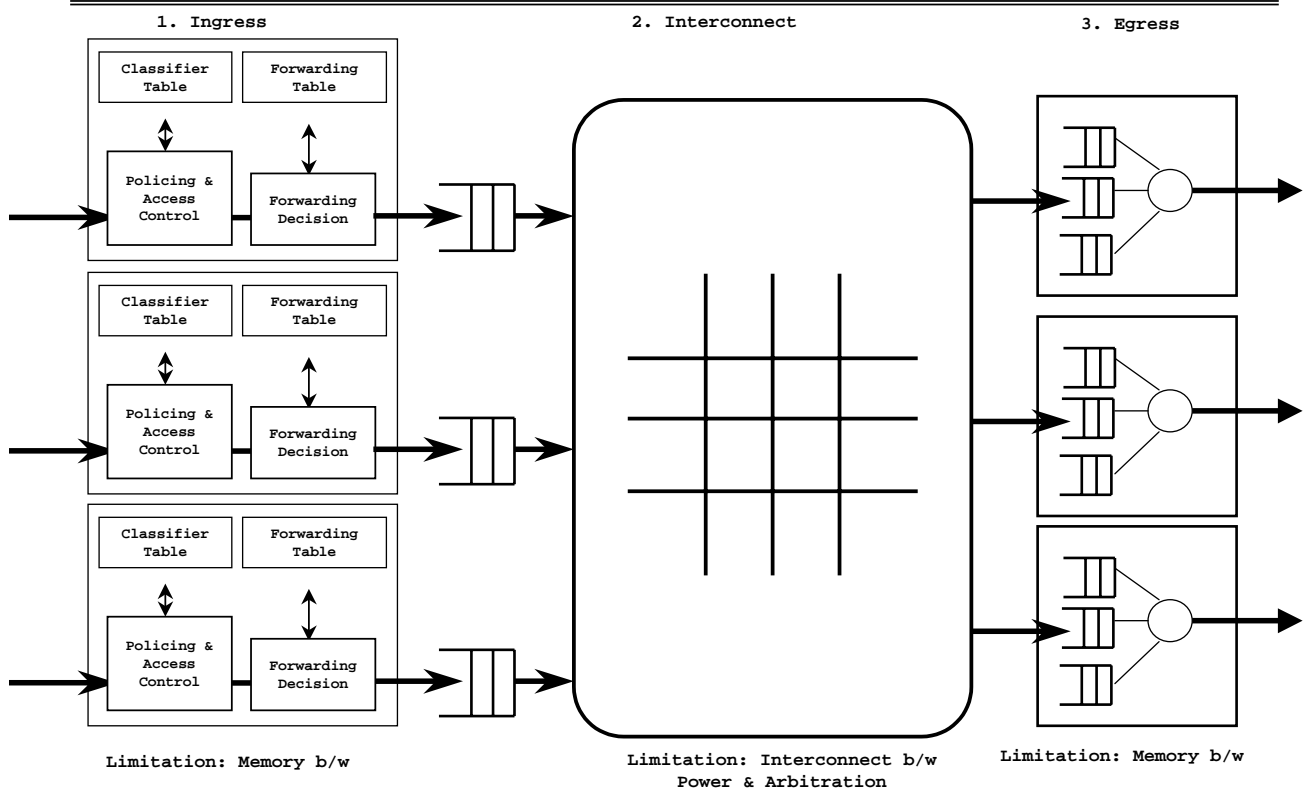 1. Ingress
2. Interconnect
3. Egress
Classifier
Table
Forwarding
Table
Policing &
Access
Control
Forwarding
Decision
Classifier
Table
Forwarding
Table
Policing &
Access
Control
Forwarding
Decision
Classifier
Table
Forwarding
Table
Policing &
Access
Control
Forwarding
Decision
Limitation: Memory b/w
Limitation: Interconnect b/w
Power & Arbitration
Limitation: Memory b/w